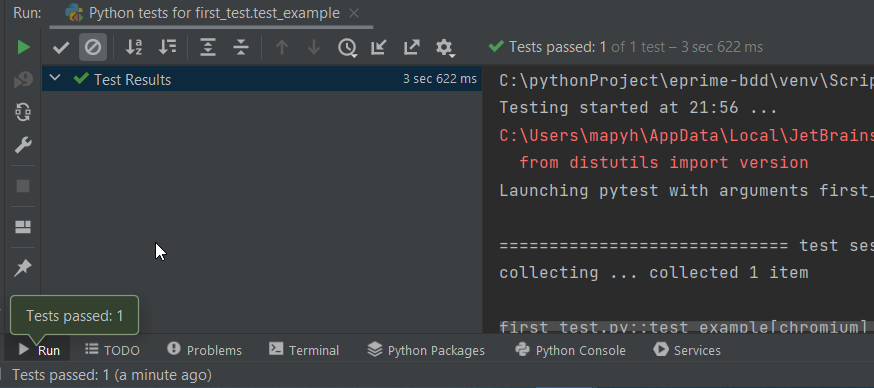 Run: Python tests for first_test.test_example
Tests passed: 1 of 1 test – 3 sec 622 ms
Test Results 3 sec 622 ms
C:\pythonProject\eprime-bdd\venv\Scrip
Testing started at 21:56 ...
C:\Users\mapyh\AppData\Local\JetBrains
from distutils import version
Launching pytest with arguments first_
============================= test ses
collecting ... collected 1 item
first_test.py::test_example[chromium]
Tests passed: 1
Run TODO Problems Terminal Python Packages Python Console Services
Tests passed: 1 (a minute ago)